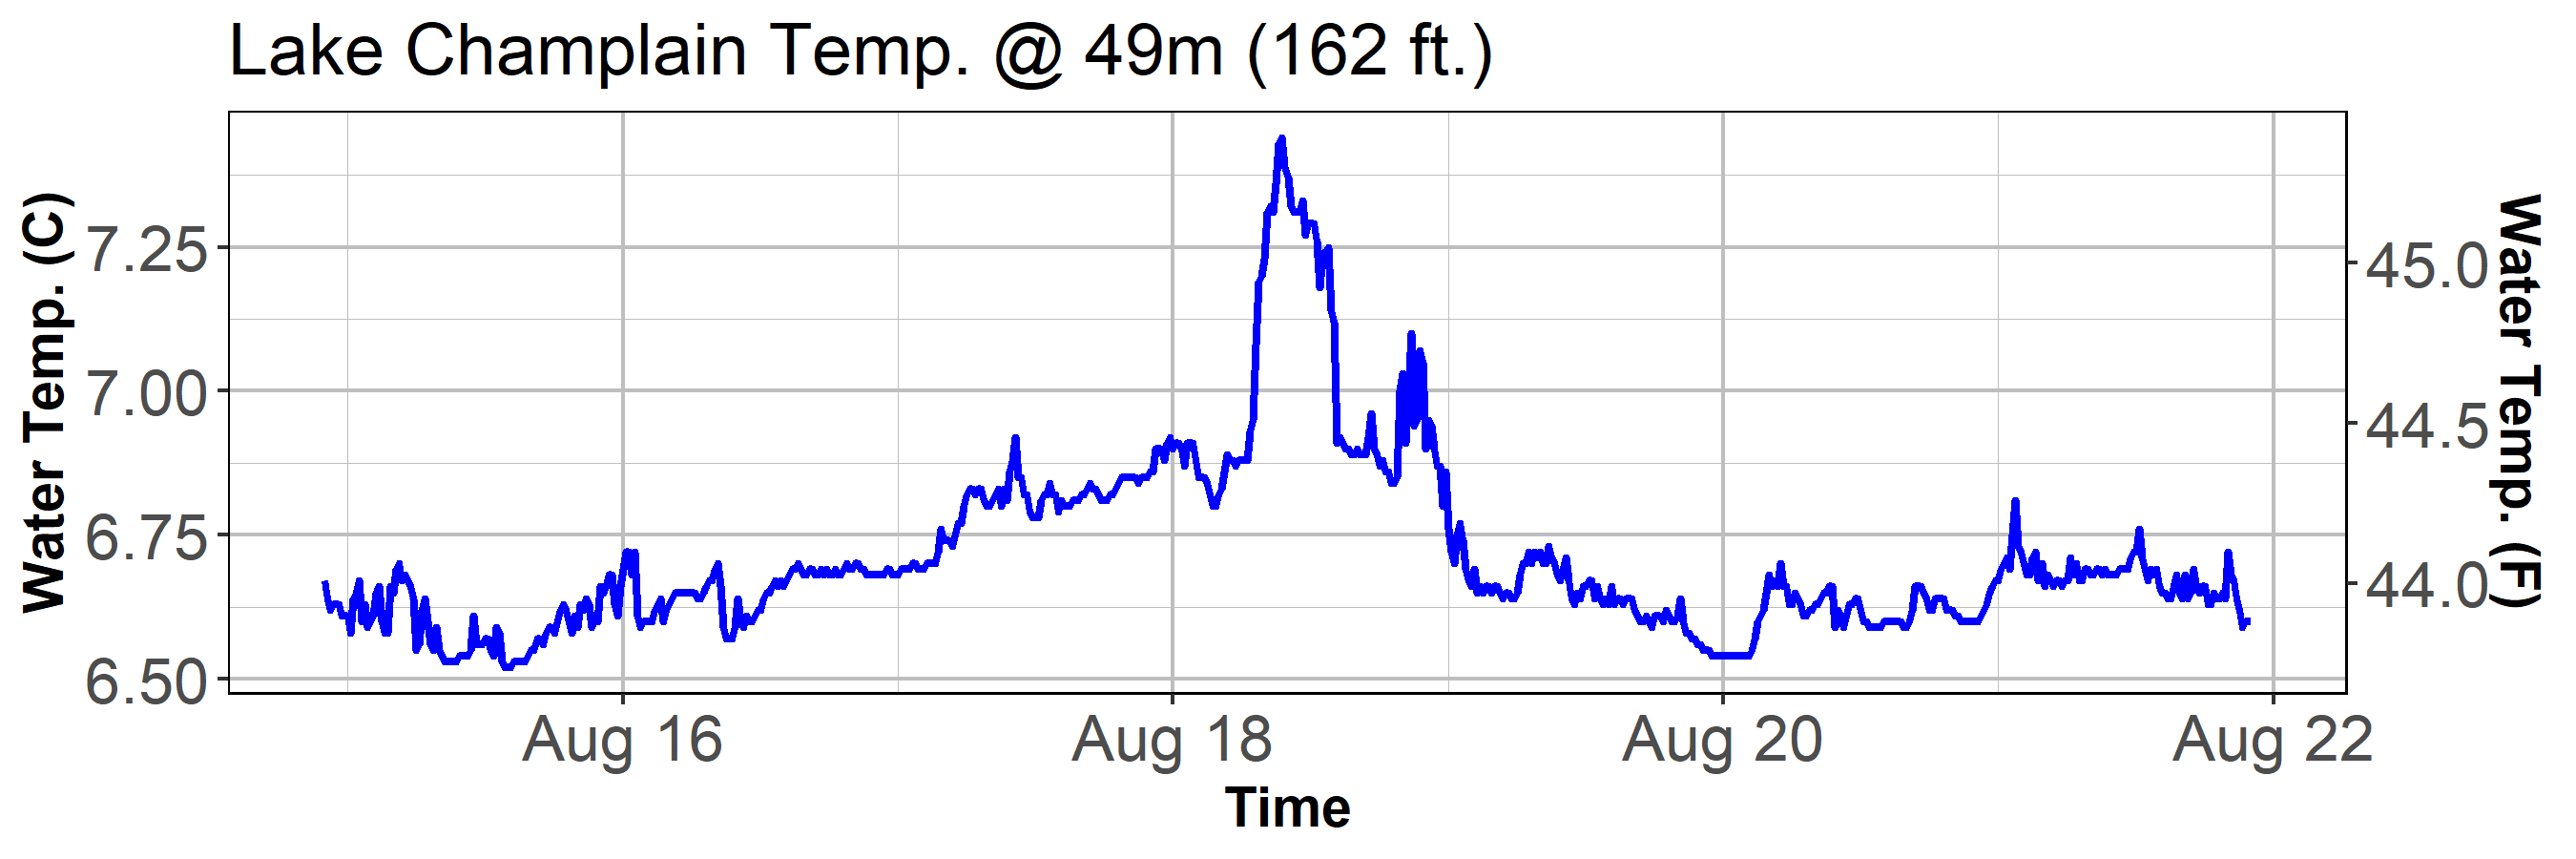 Lake Champlain Temp. @ 49m (162 ft.)
Water Temp. (C)
7.25
7.00
6.75
6.50
45.0
44.5
44.0
Water Temp. (F)
Aug 16
Aug 18
Aug 20
Aug 22
Time